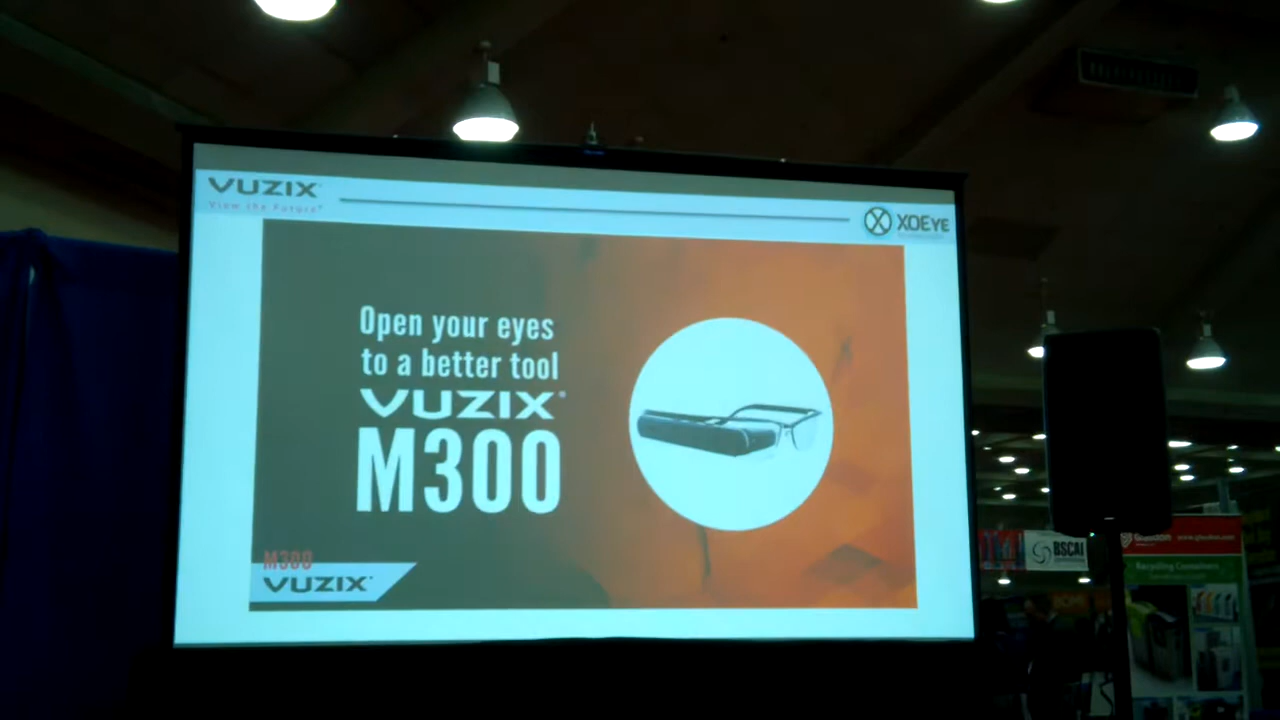 VUZIX
View the Future
XOEYE
Open your eyes
to a better tool
VUZIX
M300
M300
VUZIX
BSCAI
Recycling Containers